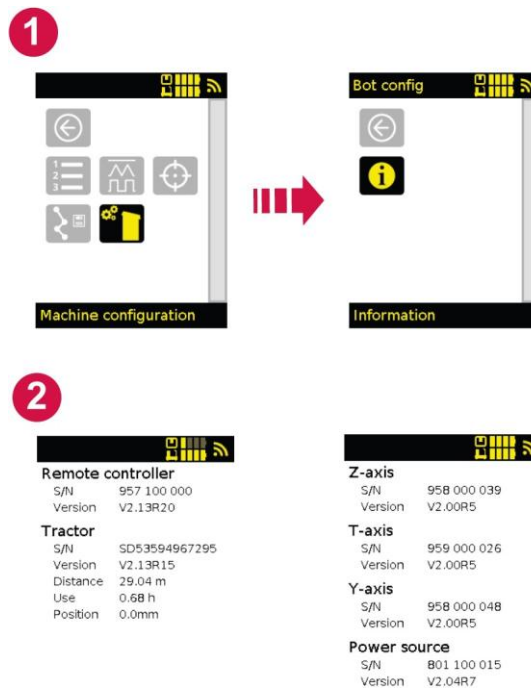 1
Bot config
1
2
3
i
Machine configuration
Information
2
Remote controller
S/N 957 100 000
Version V2.13R20
Tractor
S/N SD53594967295
Version V2.13R15
Distance 29.04 m
Use 0.68 h
Position 0.0mm
Z-axis
S/N 958 000 039
Version V2.00R5
T-axis
S/N 959 000 026
Version V2.00R5
Y-axis
S/N 958 000 048
Version V2.00R5
Power source
S/N 801 100 015
Version V2.04R7